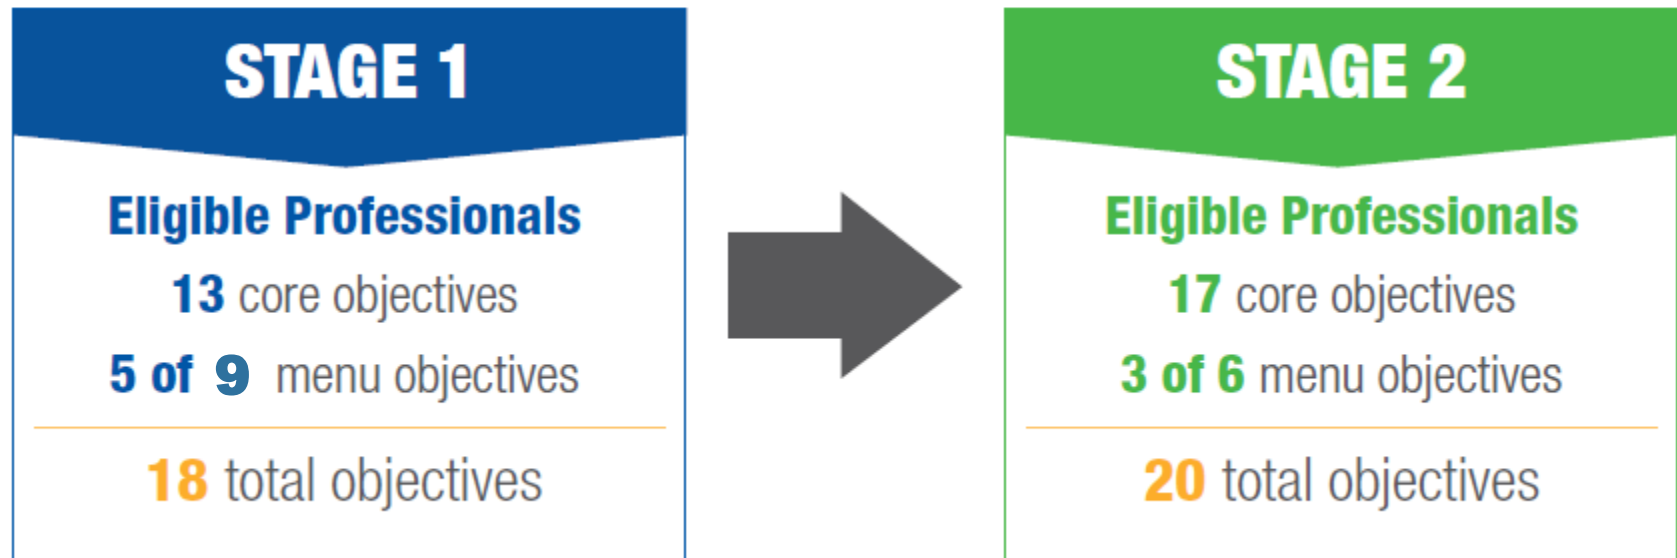 STAGE 1
Eligible Professionals
13 core objectives
5 of 9 menu objectives
18 total objectives
STAGE 2
Eligible Professionals
17 core objectives
3 of 6 menu objectives
20 total objectives